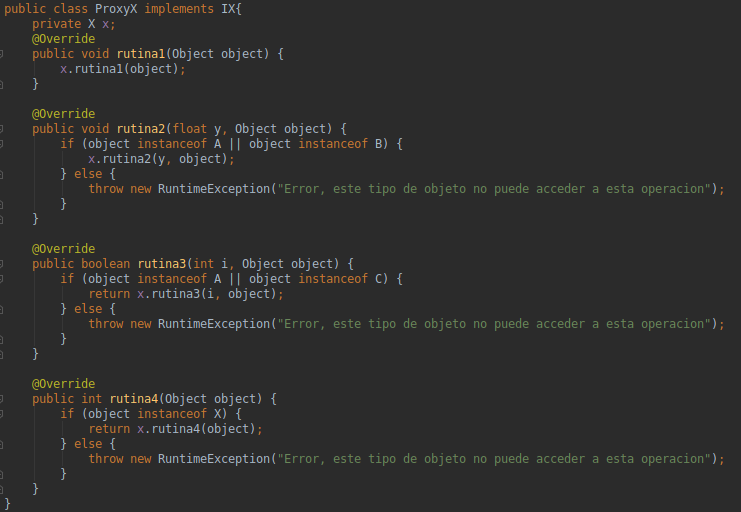 public class ProxyX implements IX{
    private X x;
    @Override
    public void rutina1(Object object) {
        x.rutina1(object);
    }

    @Override
    public void rutina2(float y, Object object) {
        if (object instanceof A || object instanceof B) {
            x.rutina2(y, object);
        } else {
            throw new RuntimeException("Error, este tipo de objeto no puede acceder a esta operacion");
        }
    }

    @Override
    public boolean rutina3(int i, Object object) {
        if (object instanceof A || object instanceof C) {
            return x.rutina3(i, object);
        } else {
            throw new RuntimeException("Error, este tipo de objeto no puede acceder a esta operacion");
        }
    }

    @Override
    public int rutina4(Object object) {
        if (object instanceof X) {
            return x.rutina4(object);
        } else {
            throw new RuntimeException("Error, este tipo de objeto no puede acceder a esta operacion");
        }
    }
}